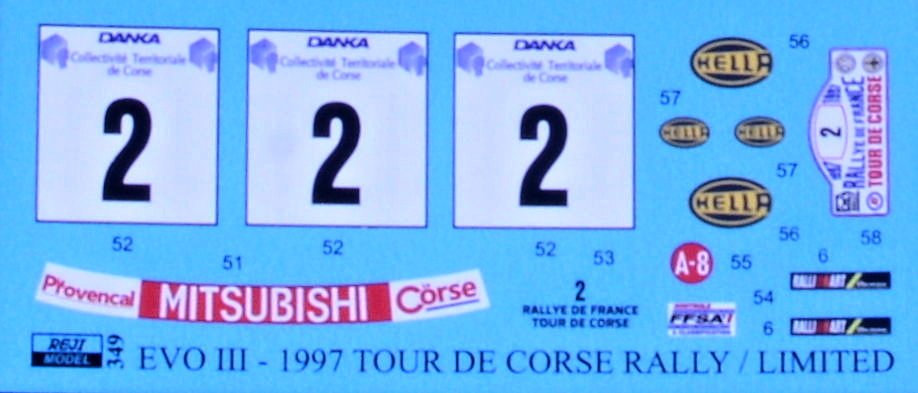 DANKA
Collectivité Territoriale
de Corse
2
52
DANKA
Collectivité Territoriale
de Corse
2
52
DANKA
Collectivité Territoriale
de Corse
2
52
51
53
HELLA
56
57
HELLA
HELLA
57
HELLA
56
2
RALLYE DE FRANCE
TOUR DE CORSE
58
A-8
55
6
RALLIART
54
FFSA
6
RALLIART
Provencal MITSUBISHI Corse
2
RALLYE DE FRANCE
TOUR DE CORSE
REJI
MODEL
349
EVO III - 1997 TOUR DE CORSE RALLY / LIMITED